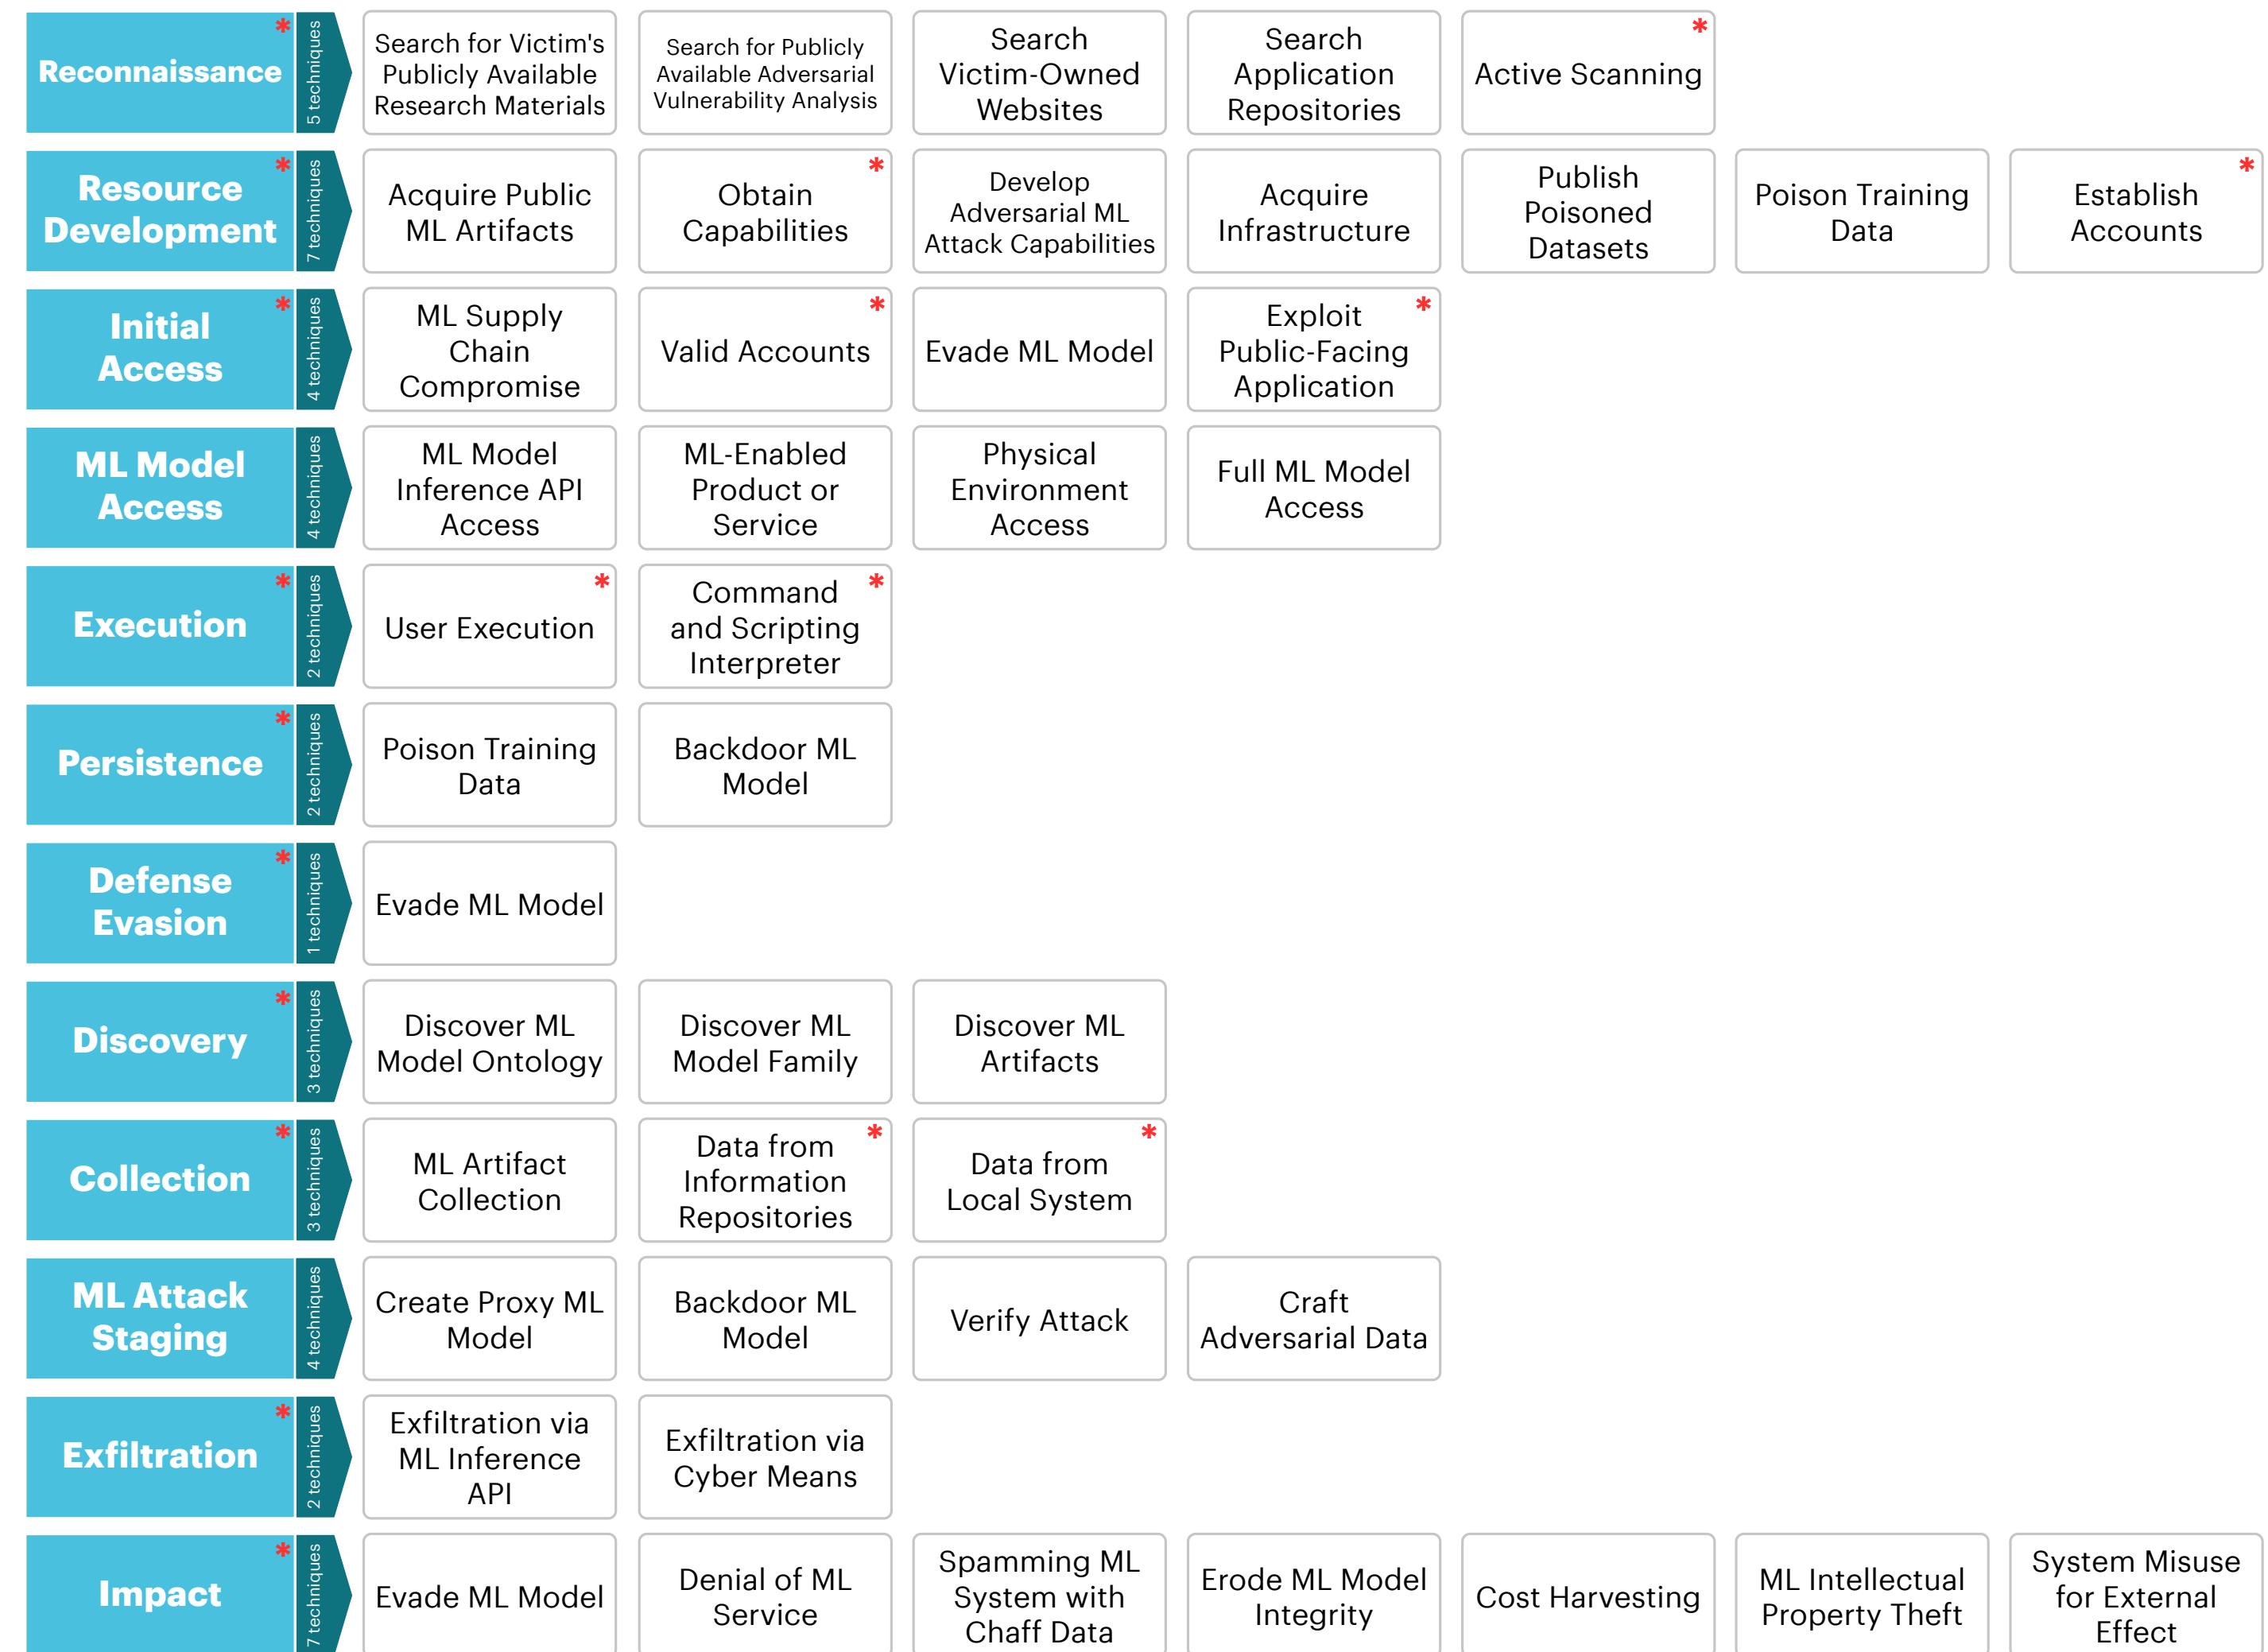 Reconnaissance *
5 techniques
Search for Victim's
Publicly Available
Research Materials
Search for Publicly
Available Adversarial
Vulnerability Analysis
Search
Victim-Owned
Websites
Search
Application
Repositories
Active Scanning *
Resource *
Development
7 techniques
Acquire Public
ML Artifacts
Obtain *
Capabilities
Develop
Adversarial ML
Attack Capabilities
Acquire
Infrastructure
Publish
Poisoned
Datasets
Poison Training
Data
Establish *
Accounts
Initial *
Access
4 techniques
ML Supply
Chain
Compromise
Valid Accounts *
Evade ML Model
Exploit *
Public-Facing
Application
ML Model
Access
4 techniques
ML Model
Inference API
Access
ML-Enabled
Product or
Service
Physical
Environment
Access
Full ML Model
Access
Execution *
2 techniques
User Execution *
Command *
and Scripting
Interpreter
Persistence *
2 techniques
Poison Training
Data
Backdoor ML
Model
Defense *
Evasion
1 techniques
Evade ML Model
Discovery *
3 techniques
Discover ML
Model Ontology
Discover ML
Model Family
Discover ML
Artifacts
Collection *
3 techniques
ML Artifact
Collection
Data from *
Information
Repositories
Data from *
Local System
ML Attack
Staging
4 techniques
Create Proxy ML
Model
Backdoor ML
Model
Verify Attack
Craft
Adversarial Data
Exfiltration *
2 techniques
Exfiltration via
ML Inference
API
Exfiltration via
Cyber Means
Impact *
7 techniques
Evade ML Model
Denial of ML
Service
Spamming ML
System with
Chaff Data
Erode ML Model
Integrity
Cost Harvesting
ML Intellectual
Property Theft
System Misuse
for External
Effect